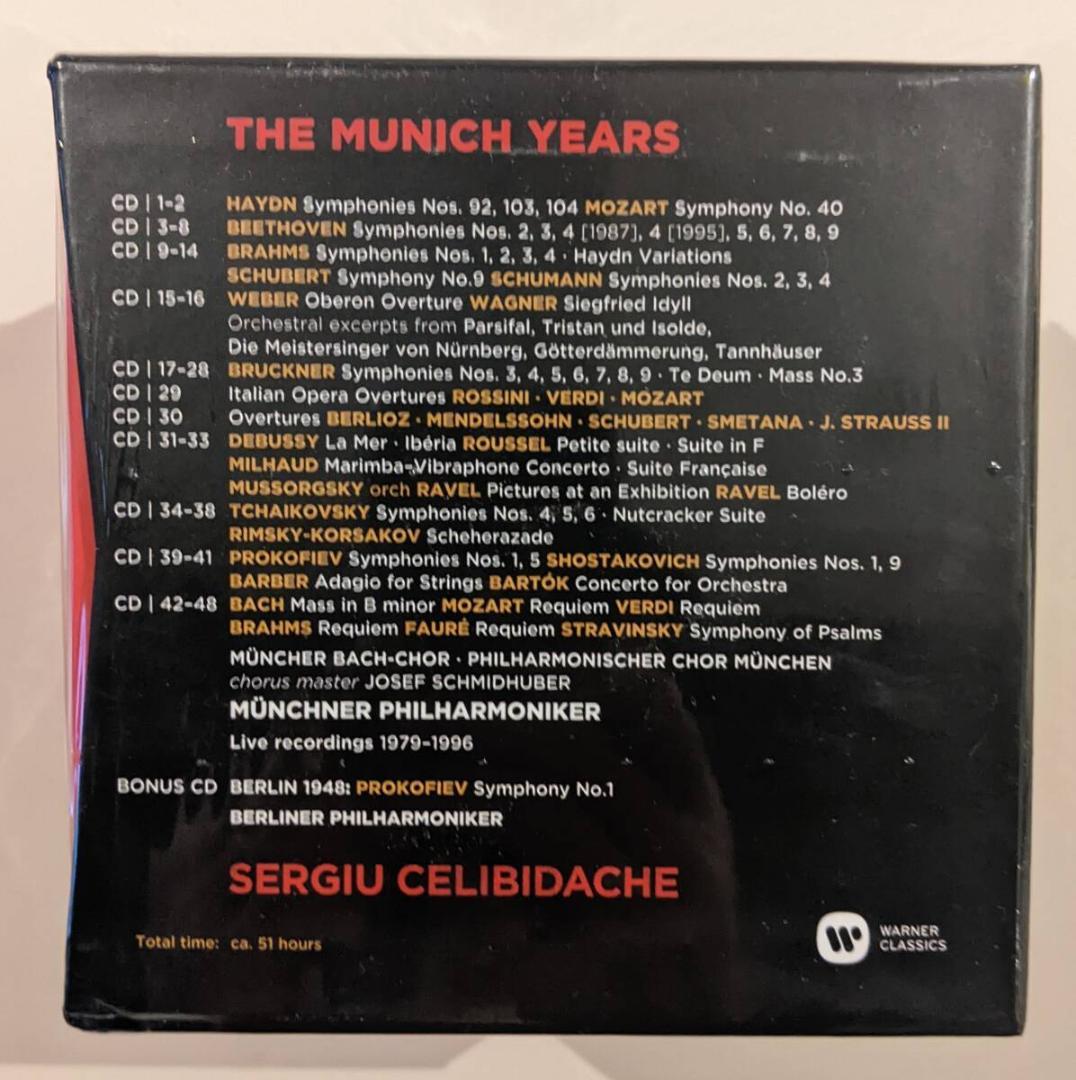 THE MUNICH YEARS
CD | 1-2 HAYDN Symphonies Nos. 92, 103, 104 MOZART Symphony No. 40
CD | 3-8 BEETHOVEN Symphonies Nos. 2, 3, 4 [1987], 4 [1995], 5, 6, 7, 8, 9
CD | 9-14 BRAHMS Symphonies Nos. 1, 2, 3, 4 · Haydn Variations
SCHUBERT Symphony No.9 SCHUMANN Symphonies Nos. 2, 3, 4
CD | 15-16 WEBER Oberon Overture WAGNER Siegfried Idyll
Orchestral excerpts from Parsifal, Tristan und Isolde,
Die Meistersinger von Nürnberg, Götterdämmerung, Tannhäuser
CD | 17-28 BRUCKNER Symphonies Nos. 3, 4, 5, 6, 7, 8, 9 · Te Deum · Mass No.3
CD | 29 Italian Opera Overtures ROSSINI · VERDI · MOZART
CD | 30 Overtures BERLIOZ · MENDELSSOHN · SCHUBERT · SMETANA · J. STRAUSS II
CD | 31-33 DEBUSSY La Mer · Ibéria ROUSSEL Petite suite · Suite in F
MILHAUD Marimba-Vibraphone Concerto · Suite Française
MUSSORGSKY orch RAVEL Pictures at an Exhibition RAVEL Boléro
CD | 34-38 TCHAIKOVSKY Symphonies Nos. 4, 5, 6 · Nutcracker Suite
RIMSKY-KORSAKOV Scheherazade
CD | 39-41 PROKOFIEV Symphonies Nos. 1, 5 SHOSTAKOVICH Symphonies Nos. 1, 9
BARBER Adagio for Strings BARTÓK Concerto for Orchestra
CD | 42-48 BACH Mass in B minor MOZART Requiem VERDI Requiem
BRAHMS Requiem FAURÉ Requiem STRAVINSKY Symphony of Psalms
MÜNCHER BACH-CHOR · PHILHARMONISCHER CHOR MÜNCHEN
chorus master JOSEF SCHMIDHUBER
MÜNCHNER PHILHARMONIKER
Live recordings 1979-1996
BONUS CD BERLIN 1948: PROKOFIEV Symphony No.1
BERLINER PHILHARMONIKER
SERGIU CELIBIDACHE
Total time: ca. 51 hours
WARNER
CLASSICS